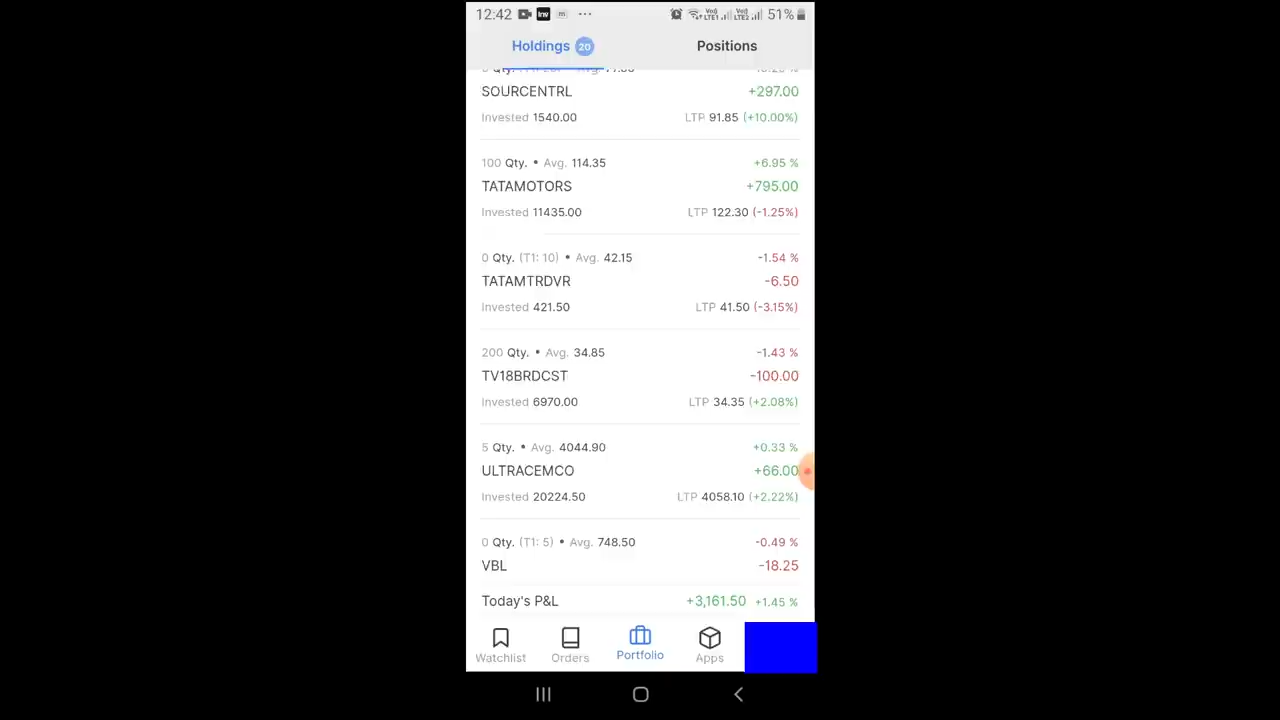 12:42 51%
Holdings 20 Positions
SOURCENTRL +297.00
Invested 1540.00 LTP 91.85 (+10.00%)
100 Qty. • Avg. 114.35 +6.95 %
TATAMOTORS +795.00
Invested 11435.00 LTP 122.30 (-1.25%)
0 Qty. (T1: 10) • Avg. 42.15 -1.54 %
TATAMTRDVR -6.50
Invested 421.50 LTP 41.50 (-3.15%)
200 Qty. • Avg. 34.85 -1.43 %
TV18BRDCST -100.00
Invested 6970.00 LTP 34.35 (+2.08%)
5 Qty. • Avg. 4044.90 +0.33 %
ULTRACEMCO +66.00
Invested 20224.50 LTP 4058.10 (+2.22%)
0 Qty. (T1: 5) • Avg. 748.50 -0.49 %
VBL -18.25
Today's P&L +3,161.50 +1.45 %
Watchlist Orders Portfolio Apps